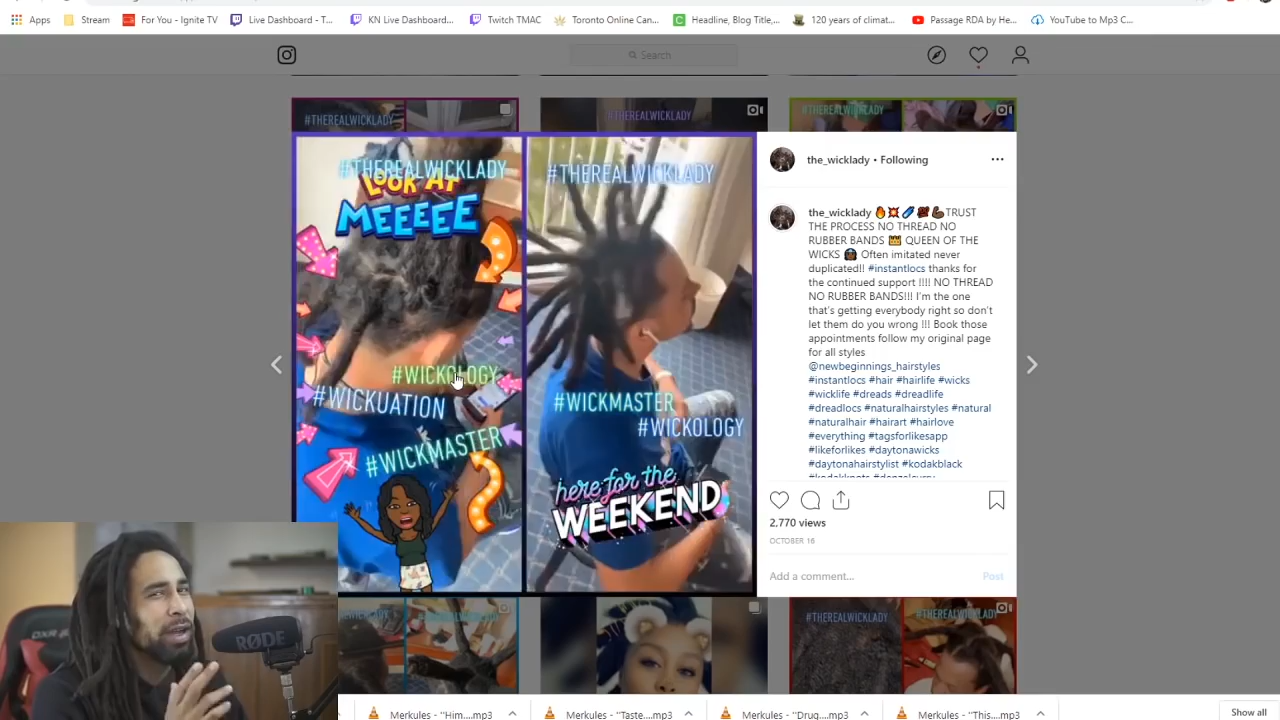 Apps
Stream
For You - Ignite TV
Live Dashboard - T...
KN Live Dashboard...
Twitch TMAC
Toronto Online Can...
Headline, Blog Title,...
120 years of climat...
Passage RDA by He...
YouTube to Mp3 C...
Search
#THEREALWICKLADY
#THEREALWICKLADY
#THEREALWICKLADY
#THEREALWICKLADY
LOOK AT
MEEEEE
#WICKOLOGY
#WICKUATION
#WICKMASTER
#THEREALWICKLADY
#WICKMASTER
#WICKOLOGY
here for the
WEEKEND
the_wicklady • Following
the_wicklady 🔥💥 TRUST
THE PROCESS NO THREAD NO
RUBBER BANDS 👑 QUEEN OF THE
WICKS Often imitated never
duplicated!! #instantlocs thanks for
the continued support !!!! NO THREAD
NO RUBBER BANDS!!! I'm the one
that's getting everybody right so don't
let them do you wrong !!! Book those
appointments follow my original page
for all styles
@newbeginnings_hairstyles
#instantlocs #hair #hairlife #wicks
#wicklife #dreads #dreadlife
#dreadlocs #naturalhairstyles #natural
#naturalhair #hairart #hairlove
#everything #tagsforlikesapp
#likeforlikes #daytonawicks
#daytonahairstylist #kodakblack
2,770 views
OCTOBER 16
Add a comment...
Post
#THEREALWICKLADY
#THEREALWICKLADY
RØDE
Merkules - ''Him....mp3
Merkules - ''Taste....mp3
Merkules - ''Drug....mp3
Merkules - ''This....mp3
Show all